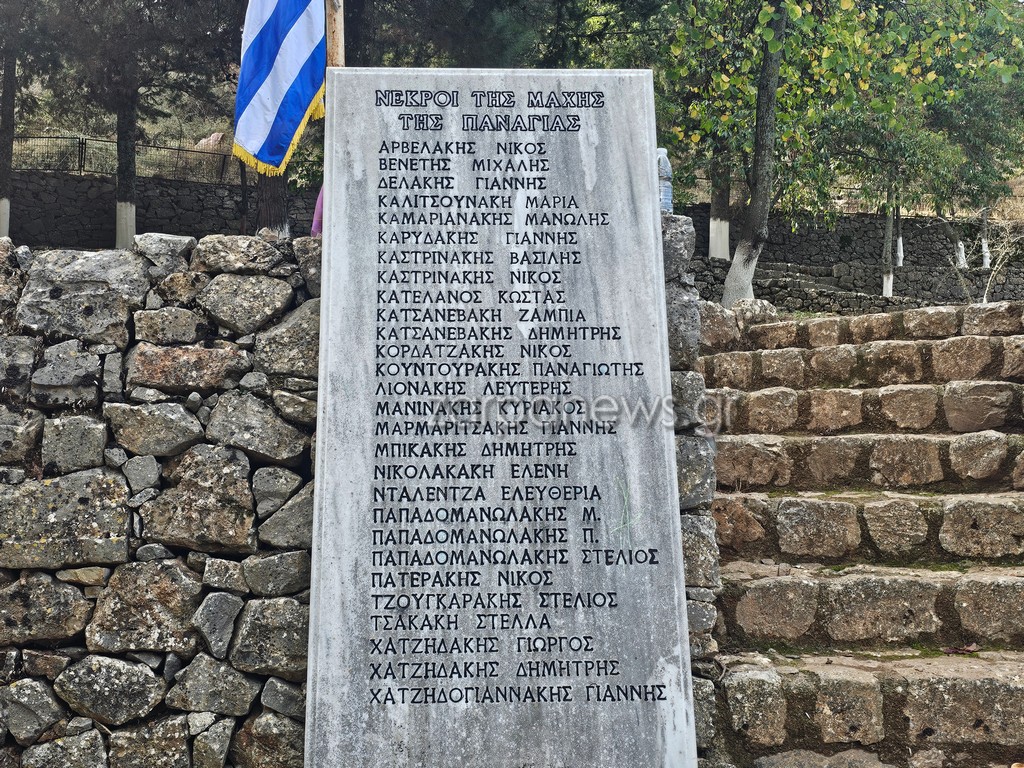 ΝΕΚΡΟΙ ΤΗΣ ΜΑΧΗΣ
ΤΗΣ ΠΑΝΑΓΙΑΣ
ΑΡΒΕΛΑΚΗΣ ΝΙΚΟΣ
ΒΕΝΕΤΗΣ ΜΙΧΑΛΗΣ
ΔΕΛΑΚΗΣ ΓΙΑΝΝΗΣ
ΚΑΛΙΤΣΟΥΝΑΚΗ ΜΑΡΙΑ
ΚΑΜΑΡΙΑΝΑΚΗΣ ΜΑΝΩΛΗΣ
ΚΑΡΥΔΑΚΗΣ ΓΙΑΝΝΗΣ
ΚΑΣΤΡΙΝΑΚΗΣ ΒΑΣΙΛΗΣ
ΚΑΣΤΡΙΝΑΚΗΣ ΝΙΚΟΣ
ΚΑΤΕΛΑΝΟΣ ΚΩΣΤΑΣ
ΚΑΤΣΑΝΕΒΑΚΗ ΖΑΜΠΙΑ
ΚΑΤΣΑΝΕΒΑΚΗΣ ΔΗΜΗΤΡΗΣ
ΚΟΡΔΑΤΖΑΚΗΣ ΝΙΚΟΣ
ΚΟΥΝΤΟΥΡΑΚΗΣ ΠΑΝΑΓΙΩΤΗΣ
ΛΙΟΝΑΚΗΣ ΛΕΥΤΕΡΗΣ
ΜΑΝΙΝΑΚΗΣ ΚΥΡΙΑΚΟΣ
ΜΑΡΜΑΡΙΤΣΑΚΗΣ ΓΙΑΝΝΗΣ
ΜΠΙΚΑΚΗΣ ΔΗΜΗΤΡΗΣ
ΝΙΚΟΛΑΚΑΚΗ ΕΛΕΝΗ
ΝΤΑΛΕΝΤΖΑ ΕΛΕΥΘΕΡΙΑ
ΠΑΠΑΔΟΜΑΝΩΛΑΚΗΣ Μ.
ΠΑΠΑΔΟΜΑΝΩΛΑΚΗΣ Π.
ΠΑΠΑΔΟΜΑΝΩΛΑΚΗΣ ΣΤΕΛΙΟΣ
ΠΑΤΕΡΑΚΗΣ ΝΙΚΟΣ
ΤΖΟΥΓΚΑΡΑΚΗΣ ΣΤΕΛΙΟΣ
ΤΣΑΚΑΚΗ ΣΤΕΛΛΑ
ΧΑΤΖΗΔΑΚΗΣ ΓΙΩΡΓΟΣ
ΧΑΤΖΗΔΑΚΗΣ ΔΗΜΗΤΡΗΣ
ΧΑΤΖΗΔΟΓΙΑΝΝΑΚΗΣ ΓΙΑΝΝΗΣ